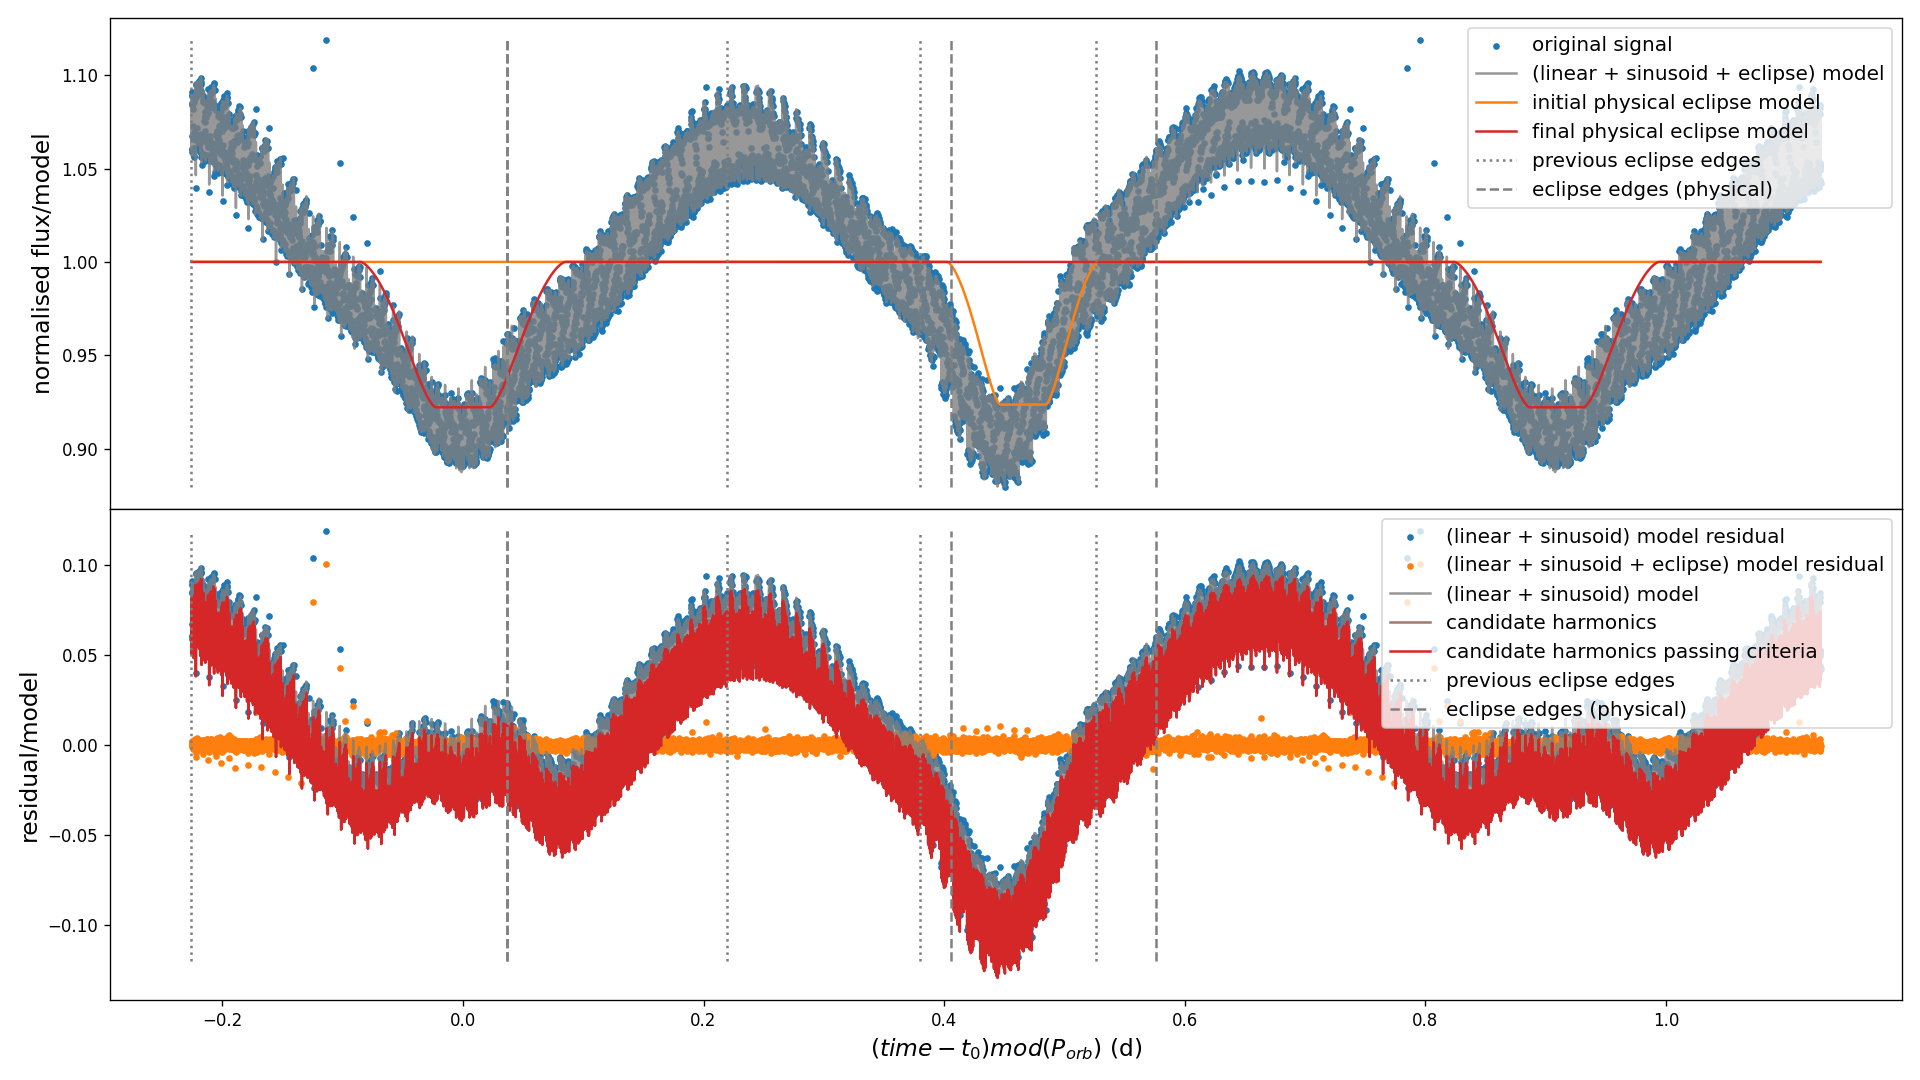 normalised flux/model
1.10
1.05
1.00
0.95
0.90
original signal
(linear + sinusoid + eclipse) model
initial physical eclipse model
final physical eclipse model
previous eclipse edges
eclipse edges (physical)
residual/model
0.10
0.05
0.00
−0.05
−0.10
(linear + sinusoid) model residual
(linear + sinusoid + eclipse) model residual
(linear + sinusoid) model
candidate harmonics
candidate harmonics passing criteria
previous eclipse edges
eclipse edges (physical)
−0.2 0.0 0.2 0.4 0.6 0.8 1.0
(time − t₀)mod(Pₒᵣb) (d)